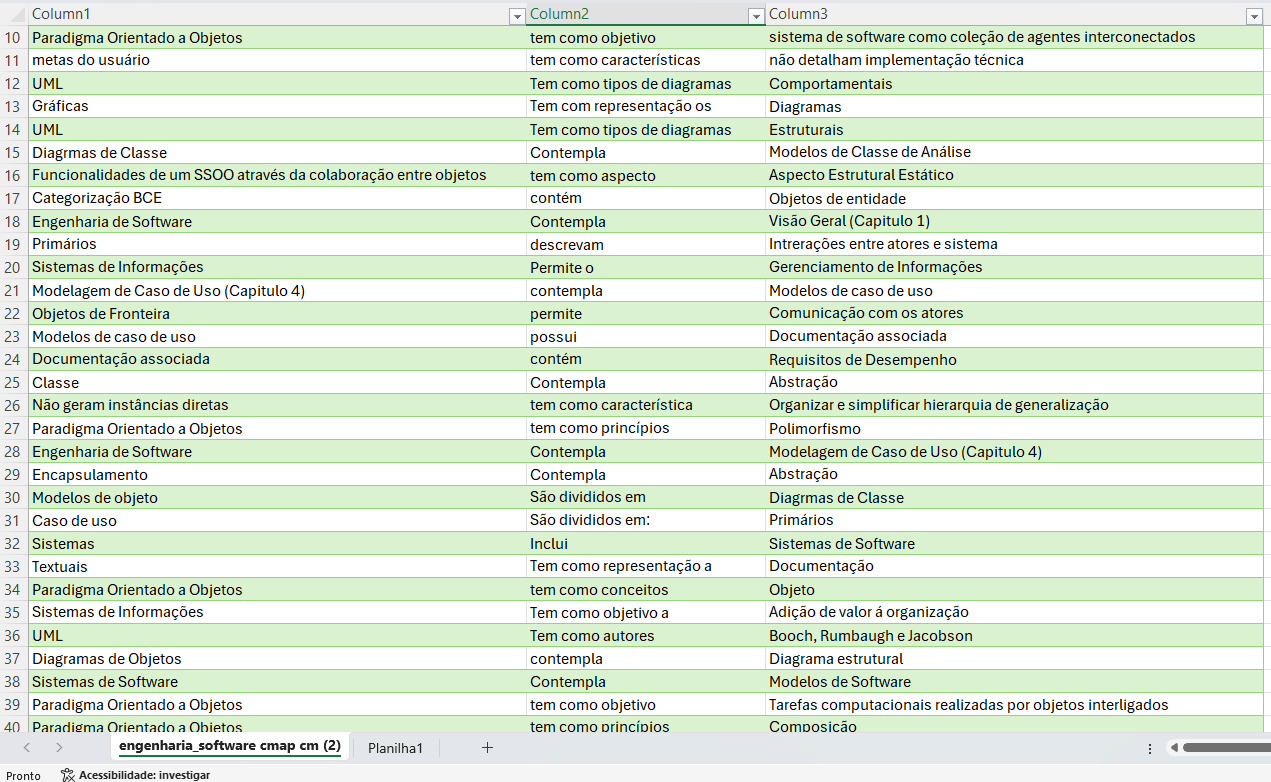 Column1 Column2 Column3
10 Paradigma Orientado a Objetos tem como objetivo sistema de software como coleção de agentes interconectados
11 metas do usuário tem como características não detalham implementação técnica
12 UML Tem como tipos de diagramas Comportamentais
13 Gráficas Tem com representação os Diagramas
14 UML Tem como tipos de diagramas Estruturais
15 Diagrmas de Classe Contempla Modelos de Classe de Análise
16 Funcionalidades de um SSOO através da colaboração entre objetos tem como aspecto Aspecto Estrutural Estático
17 Categorização BCE contém Objetos de entidade
18 Engenharia de Software Contempla Visão Geral (Capitulo 1)
19 Primários descrevam Intrerações entre atores e sistema
20 Sistemas de Informações Permite o Gerenciamento de Informações
21 Modelagem de Caso de Uso (Capitulo 4) contempla Modelos de caso de uso
22 Objetos de Fronteira permite Comunicação com os atores
23 Modelos de caso de uso possui Documentação associada
24 Documentação associada contém Requisitos de Desempenho
25 Classe Contempla Abstração
26 Não geram instâncias diretas tem como característica Organizar e simplificar hierarquia de generalização
27 Paradigma Orientado a Objetos tem como princípios Polimorfismo
28 Engenharia de Software Contempla Modelagem de Caso de Uso (Capitulo 4)
29 Encapsulamento Contempla Abstração
30 Modelos de objeto São divididos em Diagrmas de Classe
31 Caso de uso São divididos em: Primários
32 Sistemas Inclui Sistemas de Software
33 Textuais Tem como representação a Documentação
34 Paradigma Orientado a Objetos tem como conceitos Objeto
35 Sistemas de Informações Tem como objetivo a Adição de valor á organização
36 UML Tem como autores Booch, Rumbaugh e Jacobson
37 Diagramas de Objetos contempla Diagrama estrutural
38 Sistemas de Software Contempla Modelos de Software
39 Paradigma Orientado a Objetos tem como objetivo Tarefas computacionais realizadas por objetos interligados
40 Paradigma Orientado a Objetos tem como princípios Composição
engenharia_software cmap cm (2) Planilha1
Pronto Acessibilidade: investigar